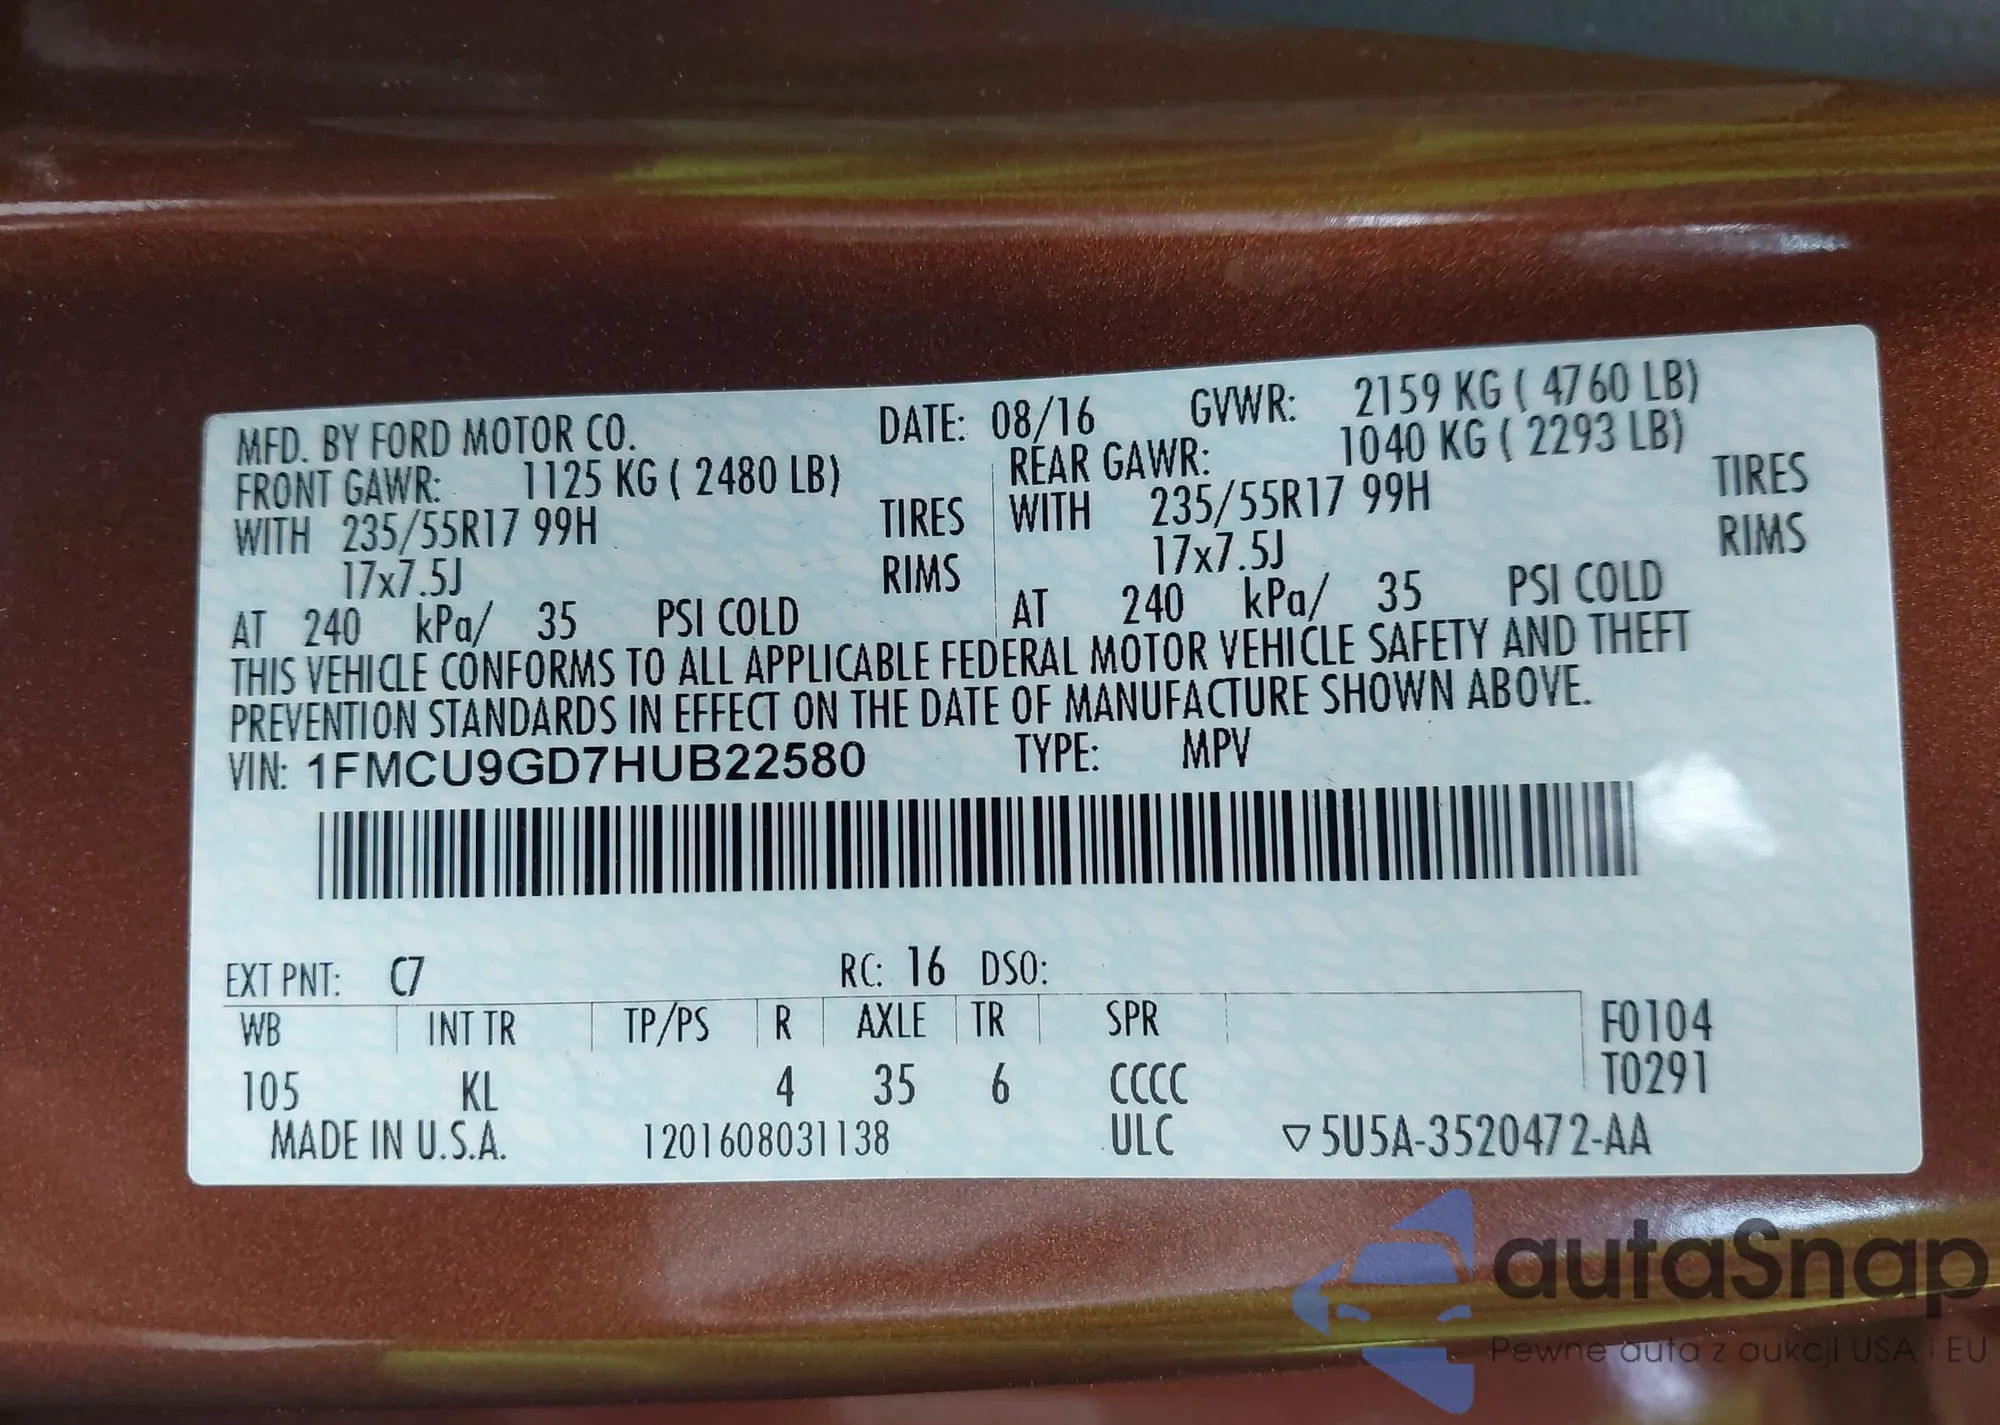 MFD. BY FORD MOTOR CO. DATE: 08/16 GVWR: 2159 KG ( 4760 LB)
FRONT GAWR: 1125 KG ( 2480 LB) REAR GAWR: 1040 KG ( 2293 LB)
WITH 235/55R17 99H TIRES WITH 235/55R17 99H TIRES
17x7.5J RIMS 17x7.5J RIMS
AT 240 kPa/ 35 PSI COLD AT 240 kPa/ 35 PSI COLD
THIS VEHICLE CONFORMS TO ALL APPLICABLE FEDERAL MOTOR VEHICLE SAFETY AND THEFT
PREVENTION STANDARDS IN EFFECT ON THE DATE OF MANUFACTURE SHOWN ABOVE.
VIN: 1FMCU9GD7HUB22580 TYPE: MPV
EXT PNT: C7 RC: 16 DSO:
WB INT TR TP/PS R AXLE TR SPR F0104
105 KL 4 35 6 CCCC T0291
MADE IN U.S.A. 1201608031138 ULC ▽5U5A-3520472-AA
autaSnap
Pewne auta z aukcji USA i EU